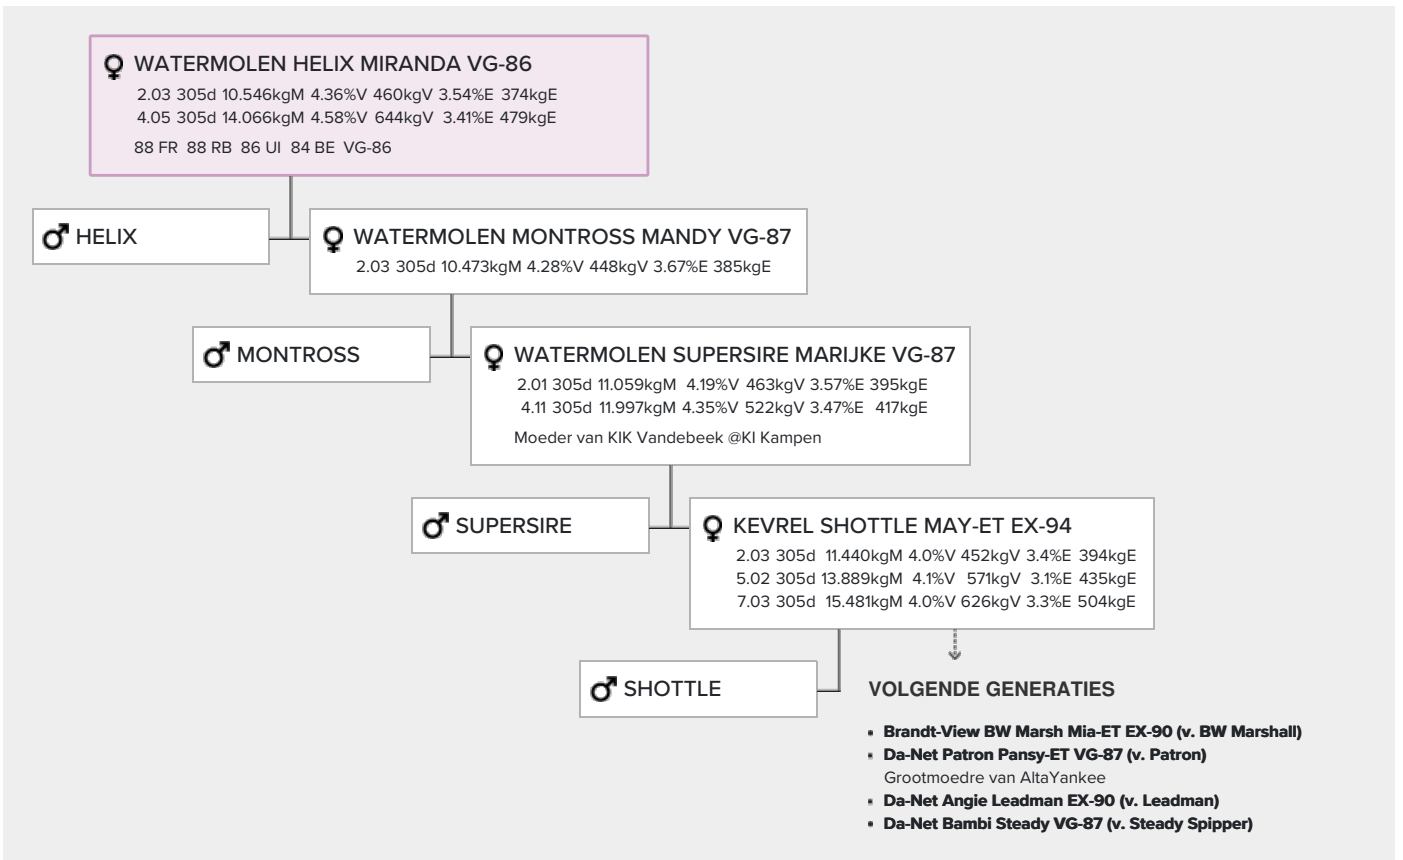 WATERMOLEN HELIX MIRANDA VG-86
2.03 305d 10.546kgM 4.36%V 460kgV 3.54%E 374kgE
4.05 305d 14.066kgM 4.58%V 644kgV 3.41%E 479kgE
88 FR 88 RB 86 UI 84 BE VG-86
HELIX
WATERMOLEN MONTROSS MANDY VG-87
2.03 305d 10.473kgM 4.28%V 448kgV 3.67%E 385kgE
MONTROSS
WATERMOLEN SUPERSIRE MARIJKE VG-87
2.01 305d 11.059kgM 4.19%V 463kgV 3.57%E 395kgE
4.11 305d 11.997kgM 4.35%V 522kgV 3.47%E 417kgE
Moeder van KIK Vandebeek @KI Kampen
SUPERSIRE
KEVREL SHOTTLE MAY-ET EX-94
2.03 305d 11.440kgM 4.0%V 452kgV 3.4%E 394kgE
5.02 305d 13.889kgM 4.1%V 571kgV 3.1%E 435kgE
7.03 305d 15.481kgM 4.0%V 626kgV 3.3%E 504kgE
SHOTTLE
VOLGENDE GENERATIES
• Brandt-View BW Marsh Mia-ET EX-90 (v. BW Marshall)
• Da-Net Patron Pansy-ET VG-87 (v. Patron)
Grootmoedre van AltaYankee
• Da-Net Angie Leadman EX-90 (v. Leadman)
• Da-Net Bambi Steady VG-87 (v. Steady Spipper)